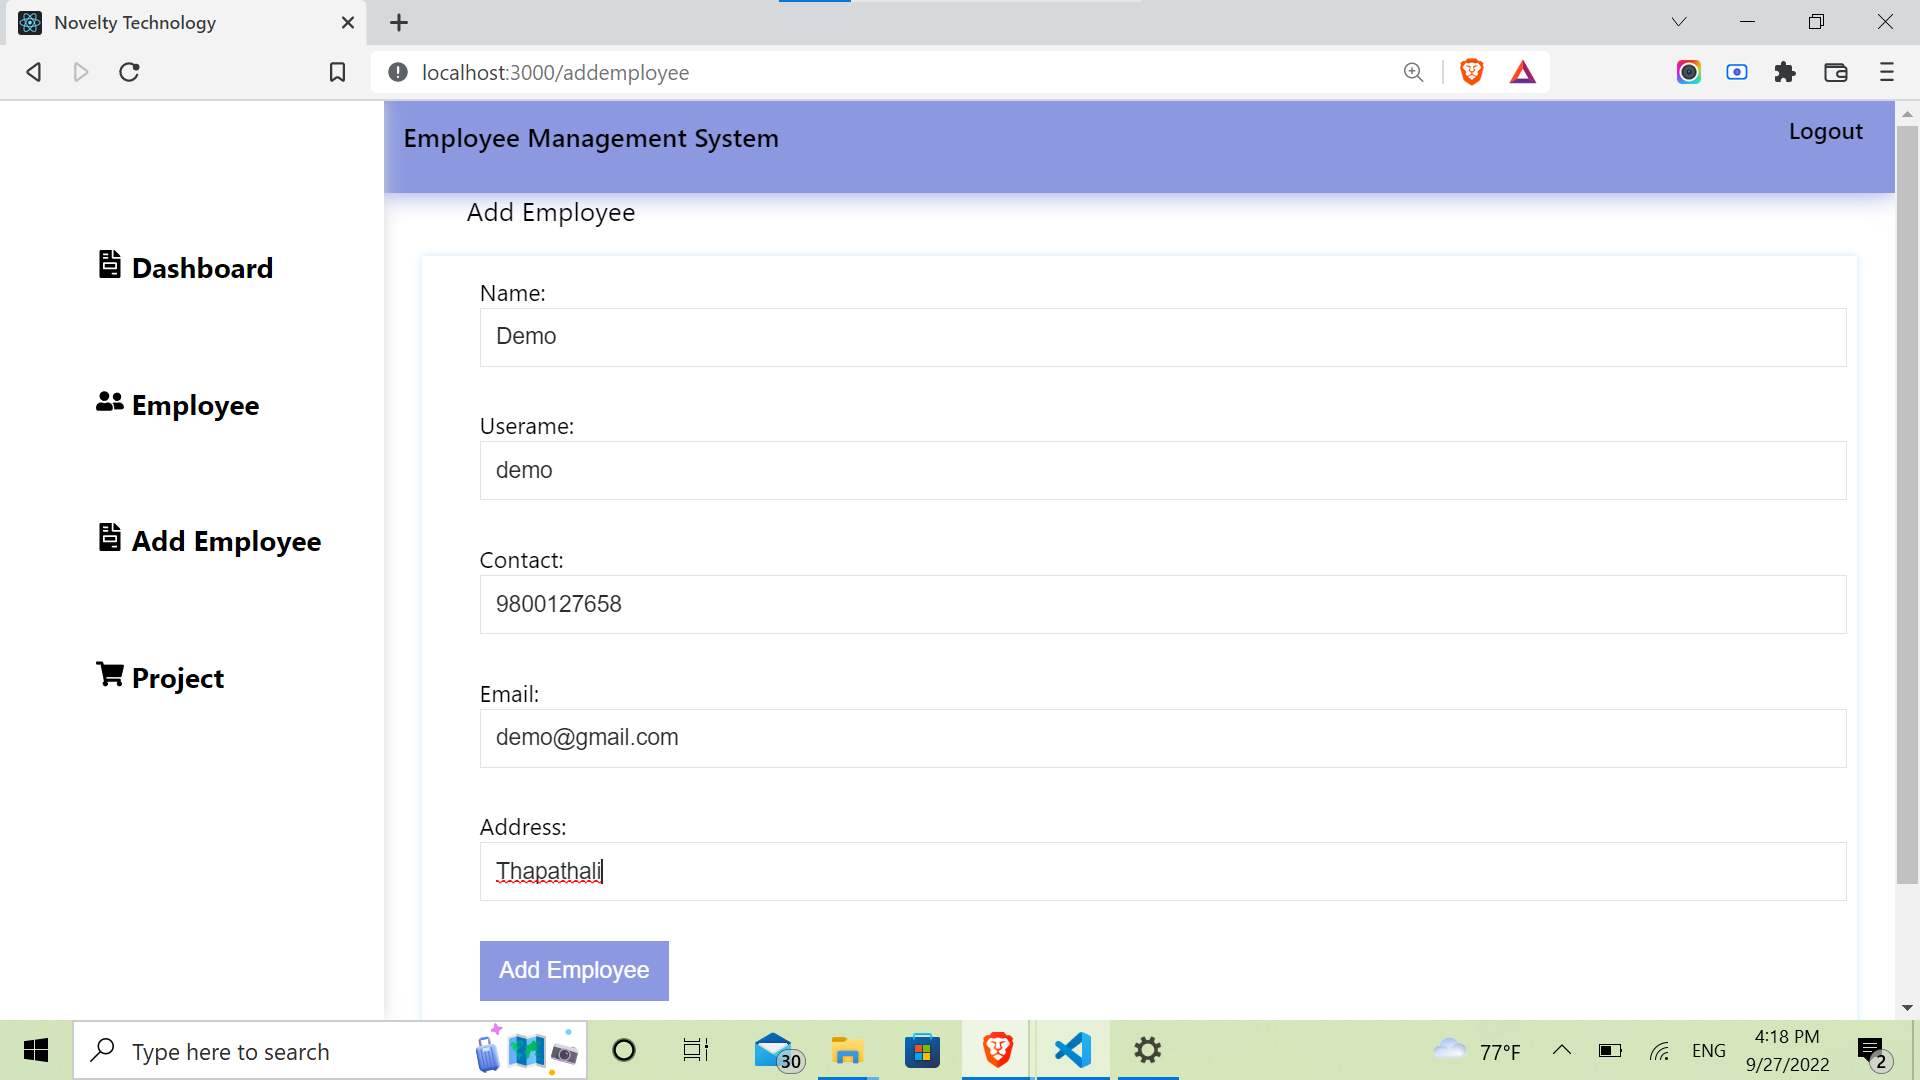 Novelty Technology
localhost:3000/addemployee
Employee Management System
Logout
Add Employee
Dashboard
Employee
Add Employee
Project
Name:
Demo
Userame:
demo
Contact:
9800127658
Email:
demo@gmail.com
Address:
Thapathali
Add Employee
Type here to search
30
77°F
ENG
4:18 PM
9/27/2022
2